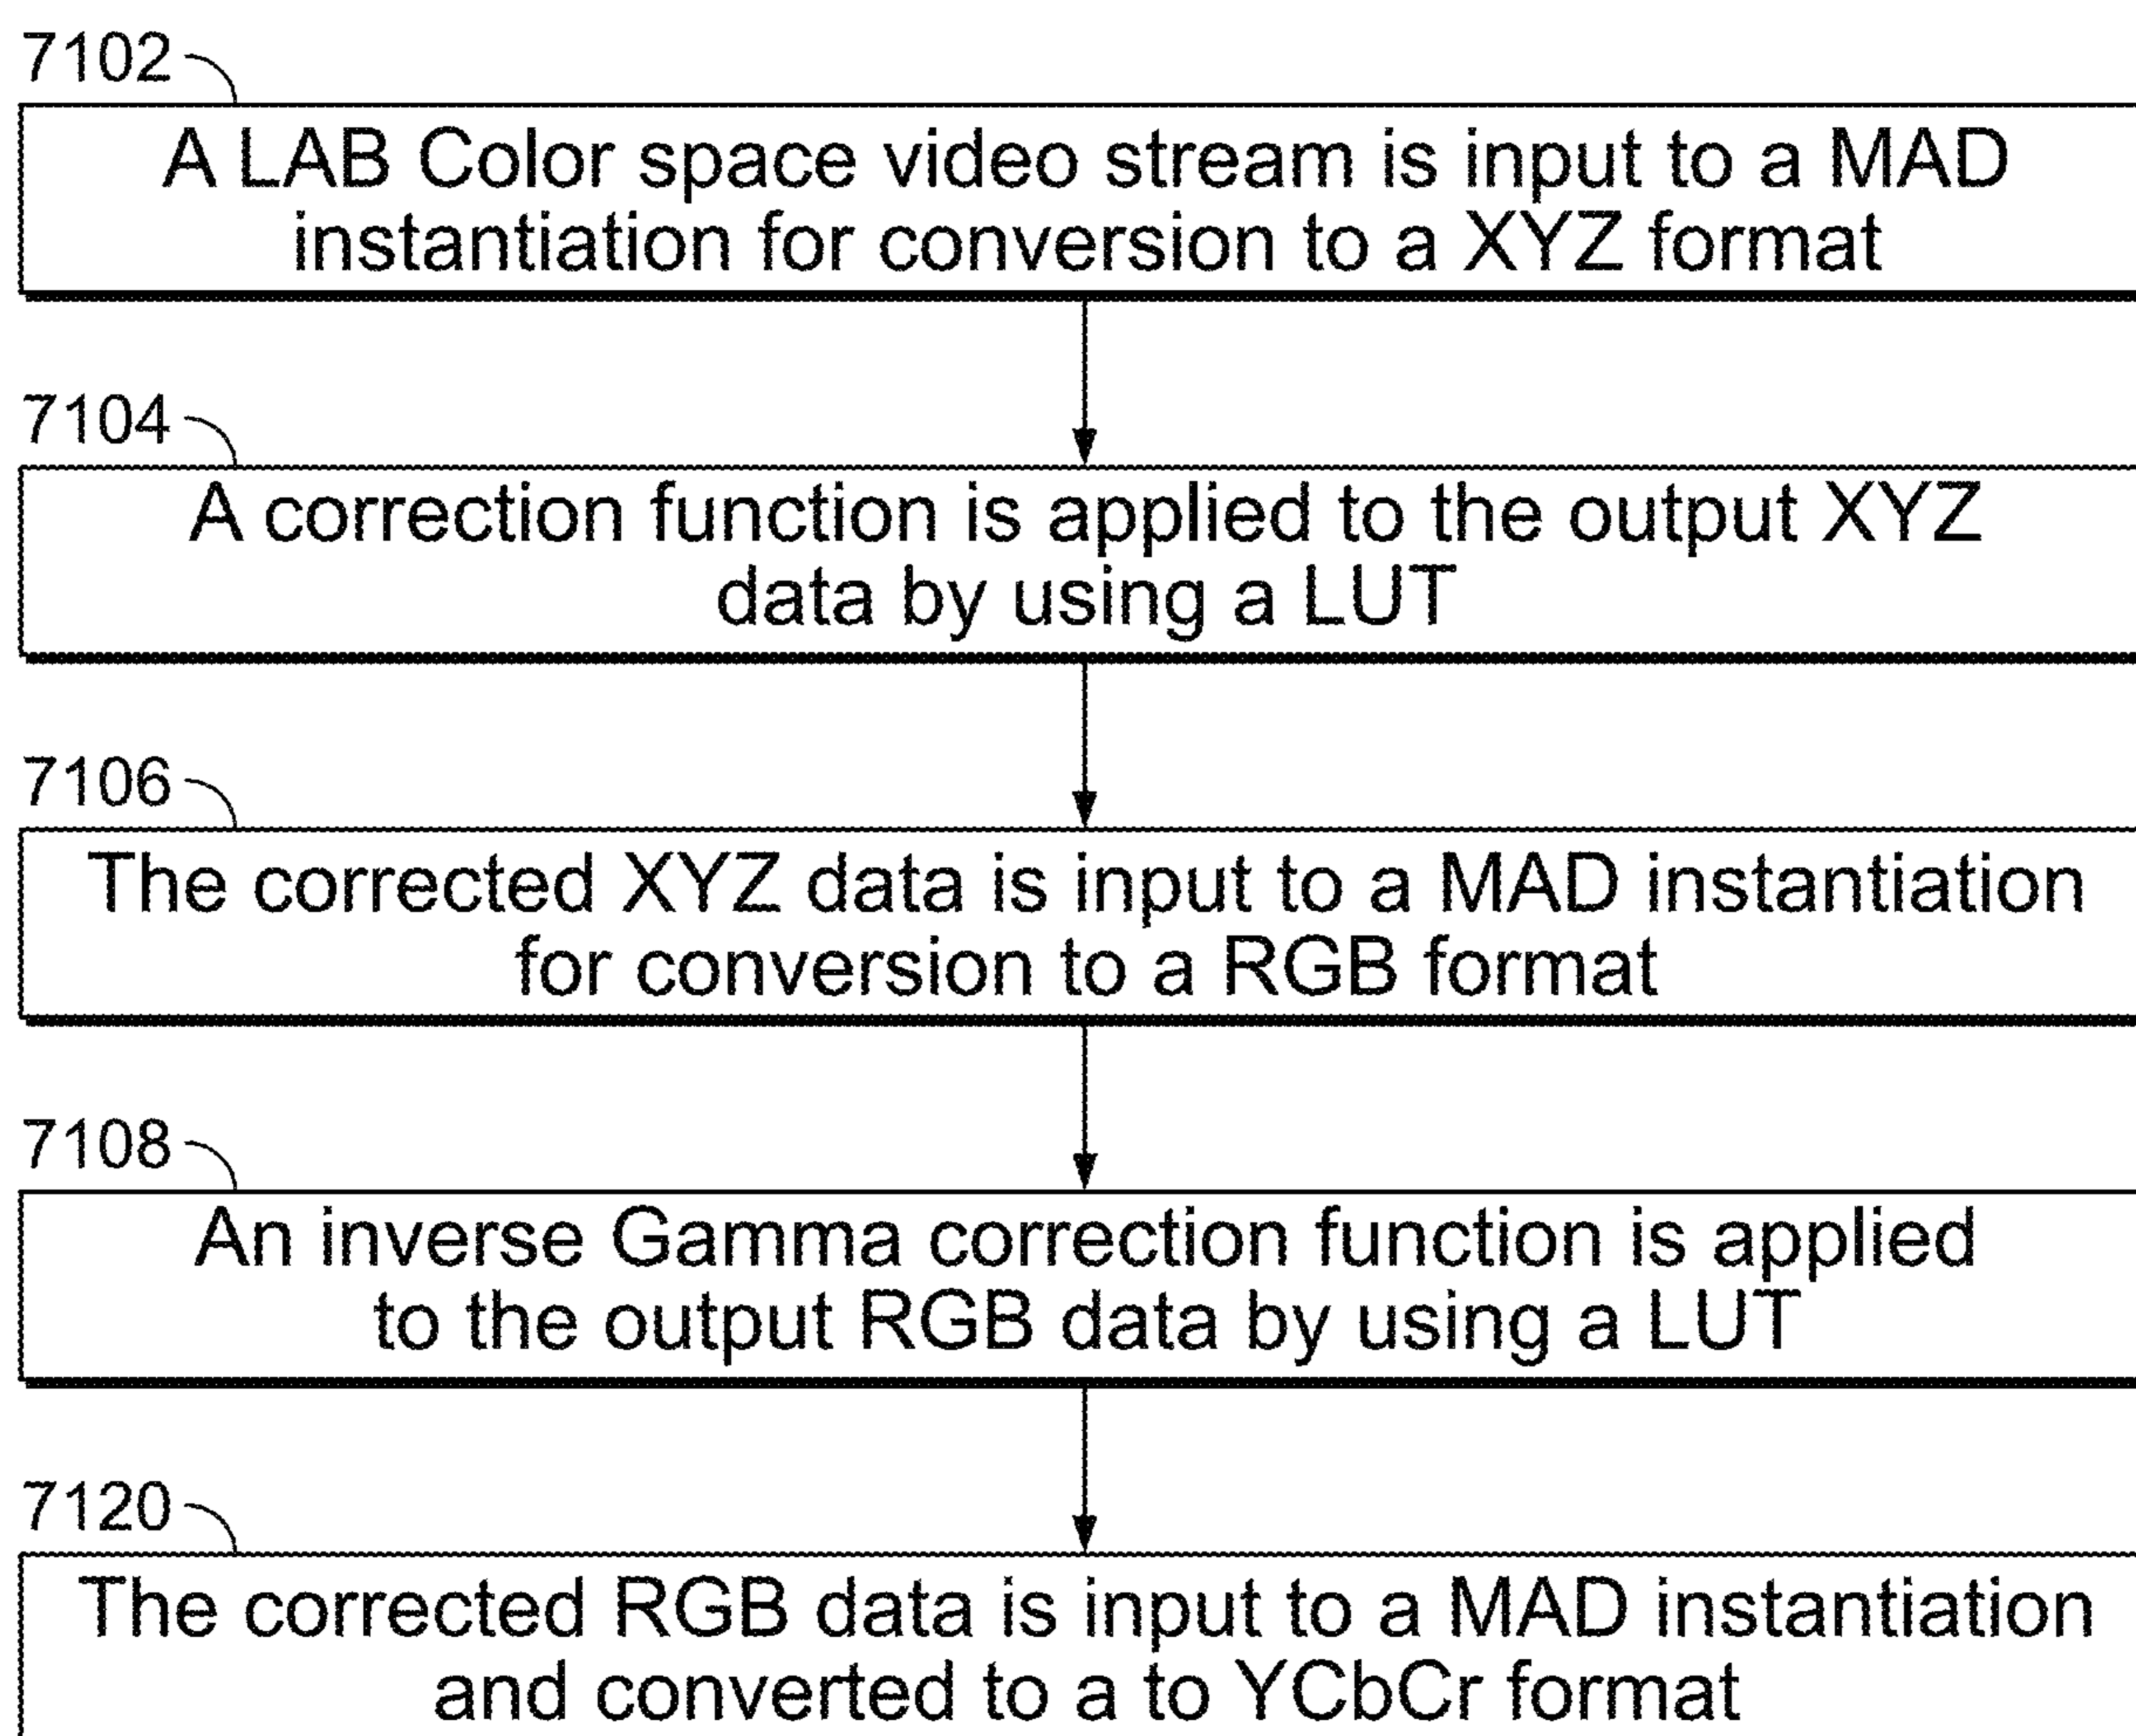 7102
A LAB Color space video stream is input to a MAD
instantiation for conversion to a XYZ format
7104
A correction function is applied to the output XYZ
data by using a LUT
7106
The corrected XYZ data is input to a MAD instantiation
for conversion to a RGB format
7108
An inverse Gamma correction function is applied
to the output RGB data by using a LUT
7120
The corrected RGB data is input to a MAD instantiation
and converted to a to YCbCr format